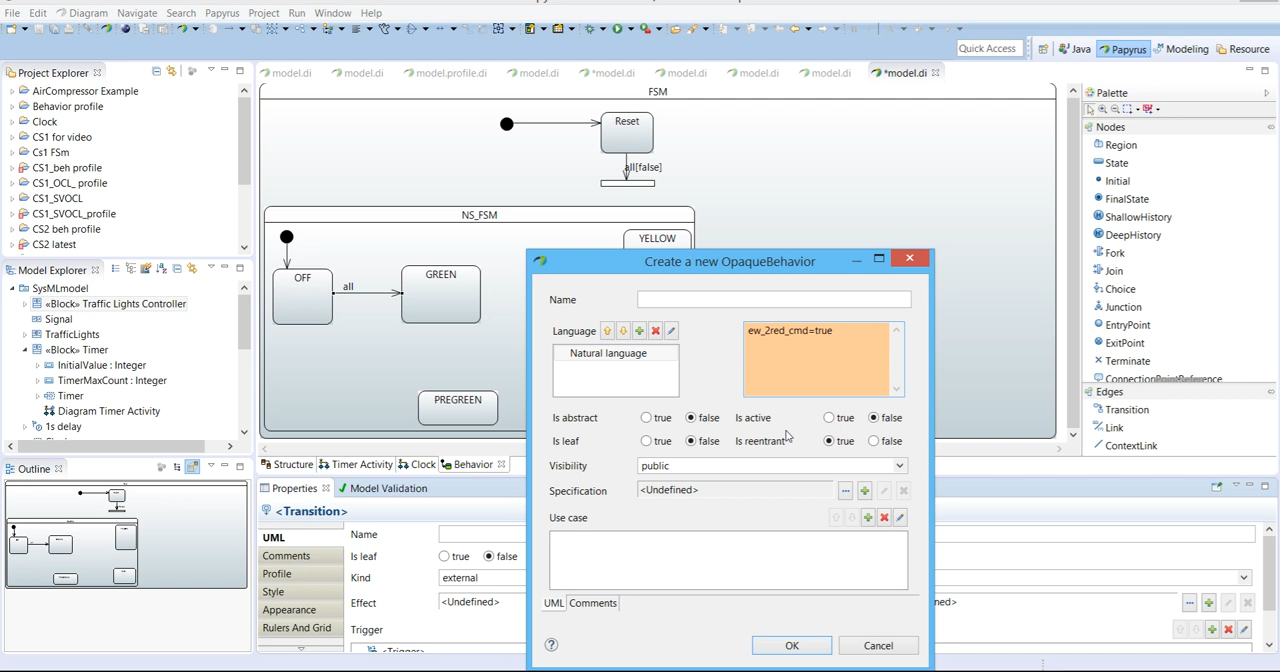 File Edit Diagram Navigate Search Papyrus Project Run Window Help
Quick Access Java Papyrus Modeling Resource
Project Explorer
AirCompressor Example
Behavior profile
Clock
CS1 for video
Cs1 FSm
CS1_beh profile
CS1_OCL_ profile
CS1_SVOCL
CS1_SVOCL_profile
CS2 beh profile
CS2 latest
Model Explorer
SysMLmodel
«Block» Traffic Lights Controller
Signal
TrafficLights
«Block» Timer
InitialValue : Integer
TimerMaxCount : Integer
Timer
Diagram Timer Activity
1s delay
Outline
model.di model.di model.profile.di model.di *model.di model.di model.di model.di *model.di
FSM
Reset
all[false]
NS_FSM
YELLOW
OFF
all
GREEN
PREGREEN
Structure Timer Activity Clock Behavior
Properties Model Validation
<Transition>
UML
Comments
Profile
Style
Appearance
Rulers And Grid
Name
Is leaf true false
Kind external
Effect <Undefined>
Trigger
<Trigger>
Create a new OpaqueBehavior
Name
Language
Natural language
ew_2red_cmd=true
Is abstract true false Is active true false
Is leaf true false Is reentrant true false
Visibility public
Specification <Undefined>
Use case
UML Comments
OK Cancel
Palette
Nodes
Region
State
Initial
FinalState
ShallowHistory
DeepHistory
Fork
Join
Choice
Junction
EntryPoint
ExitPoint
Terminate
ConnectionPointReference
Edges
Transition
Link
ContextLink